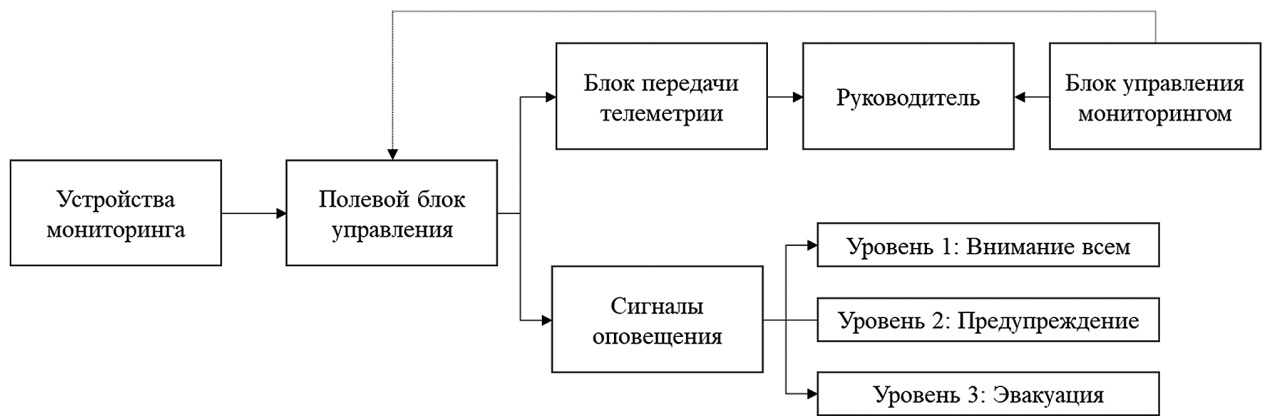 Блок передачи
телеметрии
Руководитель
Блок управления
мониторингом
Устройства
мониторинга
Полевой блок
управления
Сигналы
оповещения
Уровень 1: Внимание всем
Уровень 2: Предупреждение
Уровень 3: Эвакуация